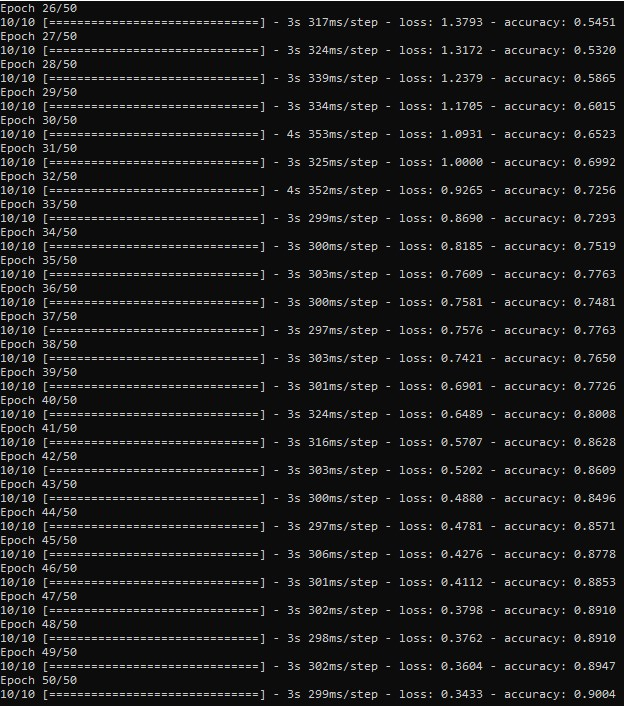 Epoch 26/50
10/10 [==============================] - 3s 317ms/step - loss: 1.3793 - accuracy: 0.5451
Epoch 27/50
10/10 [==============================] - 3s 324ms/step - loss: 1.3172 - accuracy: 0.5320
Epoch 28/50
10/10 [==============================] - 3s 339ms/step - loss: 1.2379 - accuracy: 0.5865
Epoch 29/50
10/10 [==============================] - 3s 334ms/step - loss: 1.1705 - accuracy: 0.6015
Epoch 30/50
10/10 [==============================] - 4s 353ms/step - loss: 1.0931 - accuracy: 0.6523
Epoch 31/50
10/10 [==============================] - 3s 325ms/step - loss: 1.0000 - accuracy: 0.6992
Epoch 32/50
10/10 [==============================] - 4s 352ms/step - loss: 0.9265 - accuracy: 0.7256
Epoch 33/50
10/10 [==============================] - 3s 299ms/step - loss: 0.8690 - accuracy: 0.7293
Epoch 34/50
10/10 [==============================] - 3s 300ms/step - loss: 0.8185 - accuracy: 0.7519
Epoch 35/50
10/10 [==============================] - 3s 303ms/step - loss: 0.7609 - accuracy: 0.7763
Epoch 36/50
10/10 [==============================] - 3s 300ms/step - loss: 0.7581 - accuracy: 0.7481
Epoch 37/50
10/10 [==============================] - 3s 297ms/step - loss: 0.7576 - accuracy: 0.7763
Epoch 38/50
10/10 [==============================] - 3s 303ms/step - loss: 0.7421 - accuracy: 0.7650
Epoch 39/50
10/10 [==============================] - 3s 301ms/step - loss: 0.6901 - accuracy: 0.7726
Epoch 40/50
10/10 [==============================] - 3s 324ms/step - loss: 0.6489 - accuracy: 0.8008
Epoch 41/50
10/10 [==============================] - 3s 316ms/step - loss: 0.5707 - accuracy: 0.8628
Epoch 42/50
10/10 [==============================] - 3s 303ms/step - loss: 0.5202 - accuracy: 0.8609
Epoch 43/50
10/10 [==============================] - 3s 300ms/step - loss: 0.4880 - accuracy: 0.8496
Epoch 44/50
10/10 [==============================] - 3s 297ms/step - loss: 0.4781 - accuracy: 0.8571
Epoch 45/50
10/10 [==============================] - 3s 306ms/step - loss: 0.4276 - accuracy: 0.8778
Epoch 46/50
10/10 [==============================] - 3s 301ms/step - loss: 0.4112 - accuracy: 0.8853
Epoch 47/50
10/10 [==============================] - 3s 302ms/step - loss: 0.3798 - accuracy: 0.8910
Epoch 48/50
10/10 [==============================] - 3s 298ms/step - loss: 0.3762 - accuracy: 0.8910
Epoch 49/50
10/10 [==============================] - 3s 302ms/step - loss: 0.3604 - accuracy: 0.8947
Epoch 50/50
10/10 [==============================] - 3s 299ms/step - loss: 0.3433 - accuracy: 0.9004